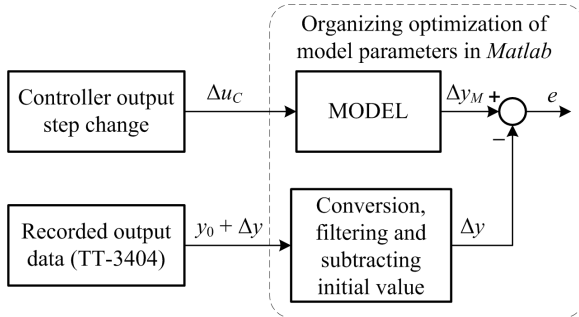 Organizing optimization of
model parameters in Matlab
Controller output
step change
Δu_C
MODEL
Δy_M
+
e
−
Recorded output
data (TT-3404)
y_0 + Δy
Conversion,
filtering and
subtracting
initial value
Δy